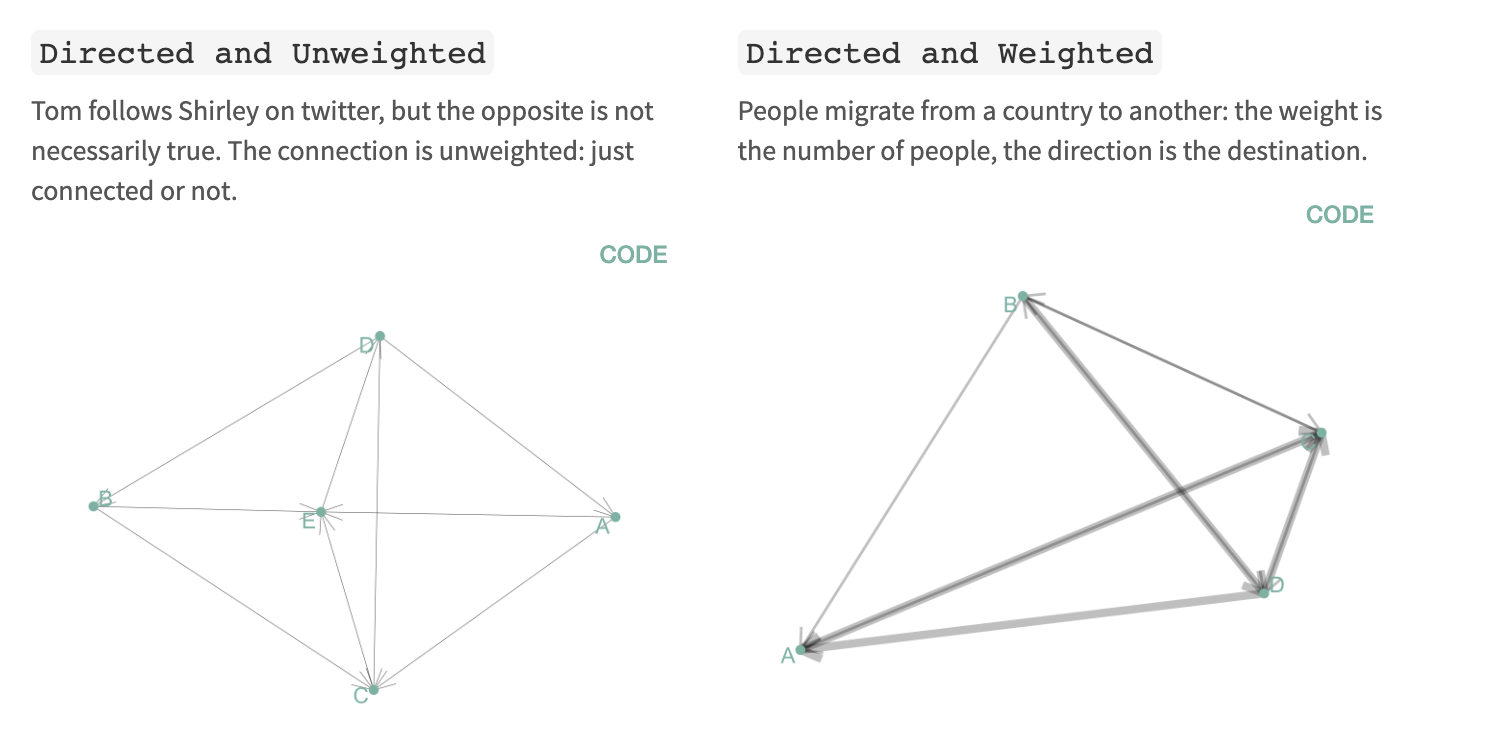 Directed and Unweighted
Tom follows Shirley on twitter, but the opposite is not
necessarily true. The connection is unweighted: just
connected or not.
CODE
D
B
E
A
C
Directed and Weighted
People migrate from a country to another: the weight is
the number of people, the direction is the destination.
CODE
B
D
A